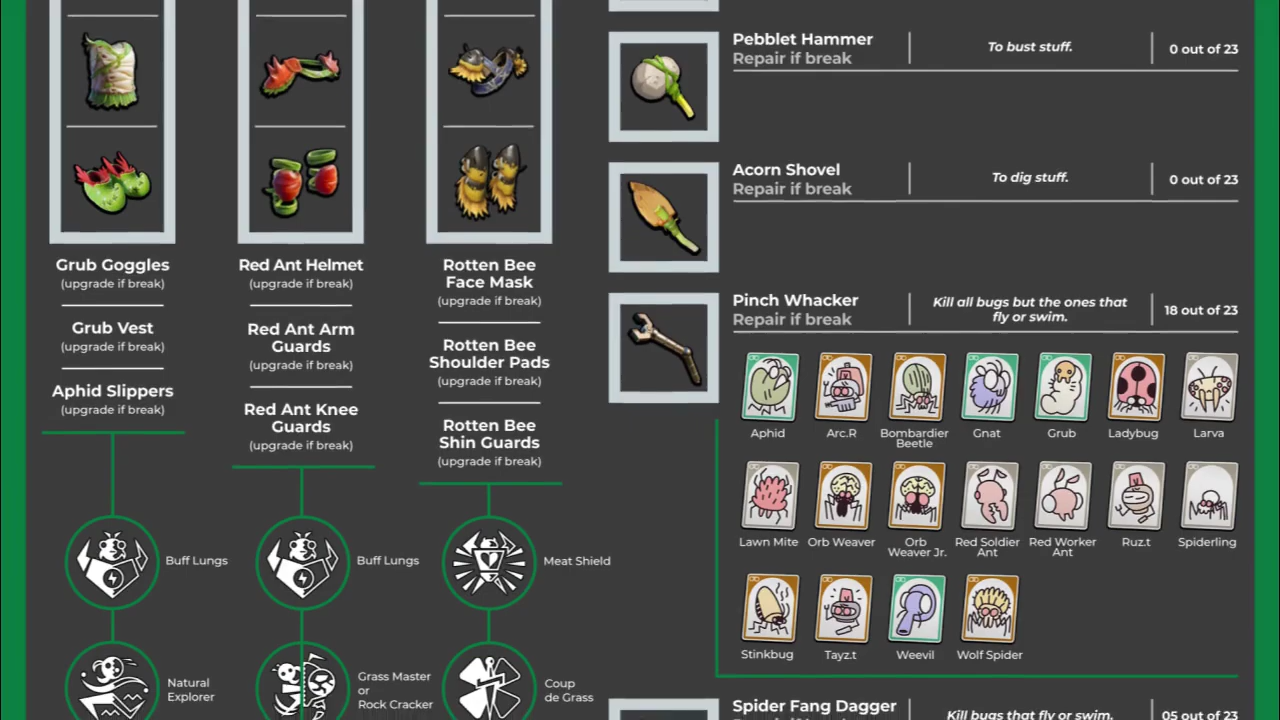 Grub Goggles
(upgrade if break)
Grub Vest
(upgrade if break)
Aphid Slippers
(upgrade if break)
Buff Lungs
Natural
Explorer
Red Ant Helmet
(upgrade if break)
Red Ant Arm
Guards
(upgrade if break)
Red Ant Knee
Guards
(upgrade if break)
Buff Lungs
Grass Master
or
Rock Cracker
Rotten Bee
Face Mask
(upgrade if break)
Rotten Bee
Shoulder Pads
(upgrade if break)
Rotten Bee
Shin Guards
(upgrade if break)
Meat Shield
Coup
de Grass
Pebblet Hammer
Repair if break
To bust stuff.
0 out of 23
Acorn Shovel
Repair if break
To dig stuff.
0 out of 23
Pinch Whacker
Repair if break
Kill all bugs but the ones that
fly or swim.
18 out of 23
Aphid
Arc.R
Bombardier
Beetle
Gnat
Grub
Ladybug
Larva
Lawn Mite
Orb Weaver
Orb
Weaver Jr.
Red Soldier
Ant
Red Worker
Ant
Ruz.t
Spiderling
Stinkbug
Tayz.t
Weevil
Wolf Spider
Spider Fang Dagger
Kill bugs that fly or swim.
05 out of 23